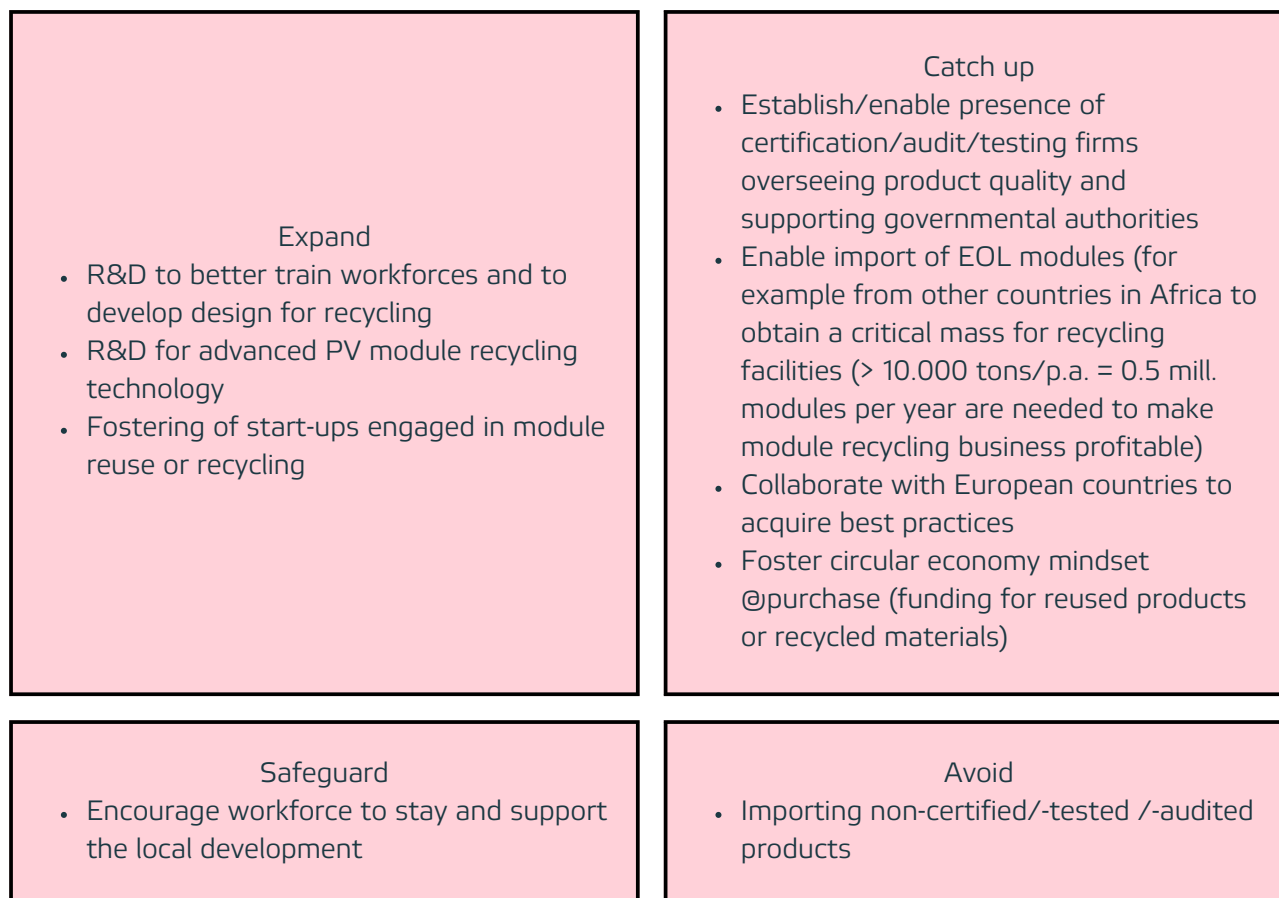 Expand
• R&D to better train workforces and to
develop design for recycling
• R&D for advanced PV module recycling
technology
• Fostering of start-ups engaged in module
reuse or recycling
Catch up
• Establish/enable presence of
certification/audit/testing firms
overseeing product quality and
supporting governmental authorities
• Enable import of EOL modules (for
example from other countries in Africa to
obtain a critical mass for recycling
facilities (> 10.000 tons/p.a. = 0.5 mill.
modules per year are needed to make
module recycling business profitable)
• Collaborate with European countries to
acquire best practices
• Foster circular economy mindset
@purchase (funding for reused products
or recycled materials)
Safeguard
• Encourage workforce to stay and support
the local development
Avoid
• Importing non-certified/-tested /-audited
products